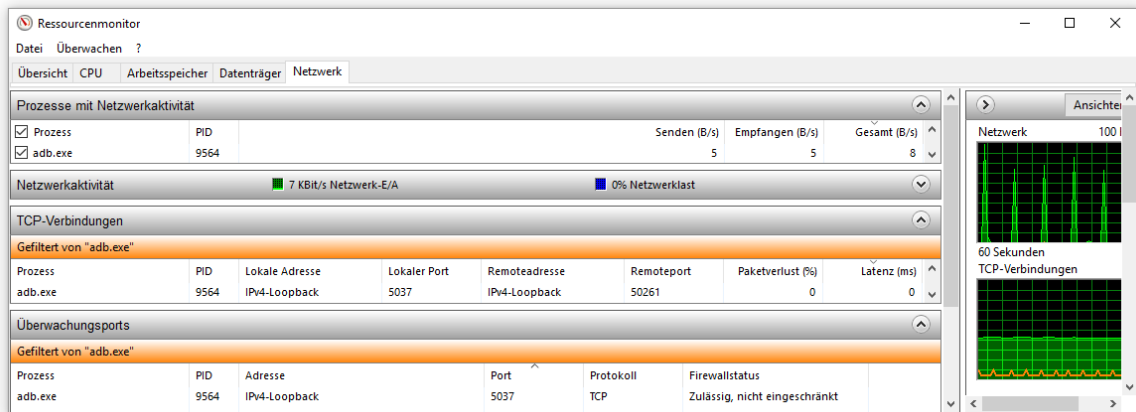 Ressourcenmonitor
Datei Überwachen ?
Übersicht CPU Arbeitsspeicher Datenträger Netzwerk
Prozesse mit Netzwerkaktivität
Prozess PID Senden (B/s) Empfangen (B/s) Gesamt (B/s)
adb.exe 9564 5 5 8
Netzwerkaktivität 7 KBit/s Netzwerk-E/A 0% Netzwerklast
TCP-Verbindungen
Gefiltert von "adb.exe"
Prozess PID Lokale Adresse Lokaler Port Remoteadresse Remoteport Paketverlust (%) Latenz (ms)
adb.exe 9564 IPv4-Loopback 5037 IPv4-Loopback 50261 0 0
Überwachungsports
Gefiltert von "adb.exe"
Prozess PID Adresse Port Protokoll Firewallstatus
adb.exe 9564 IPv4-Loopback 5037 TCP Zulässig, nicht eingeschränkt
Ansichten
Netzwerk 100
60 Sekunden
TCP-Verbindungen